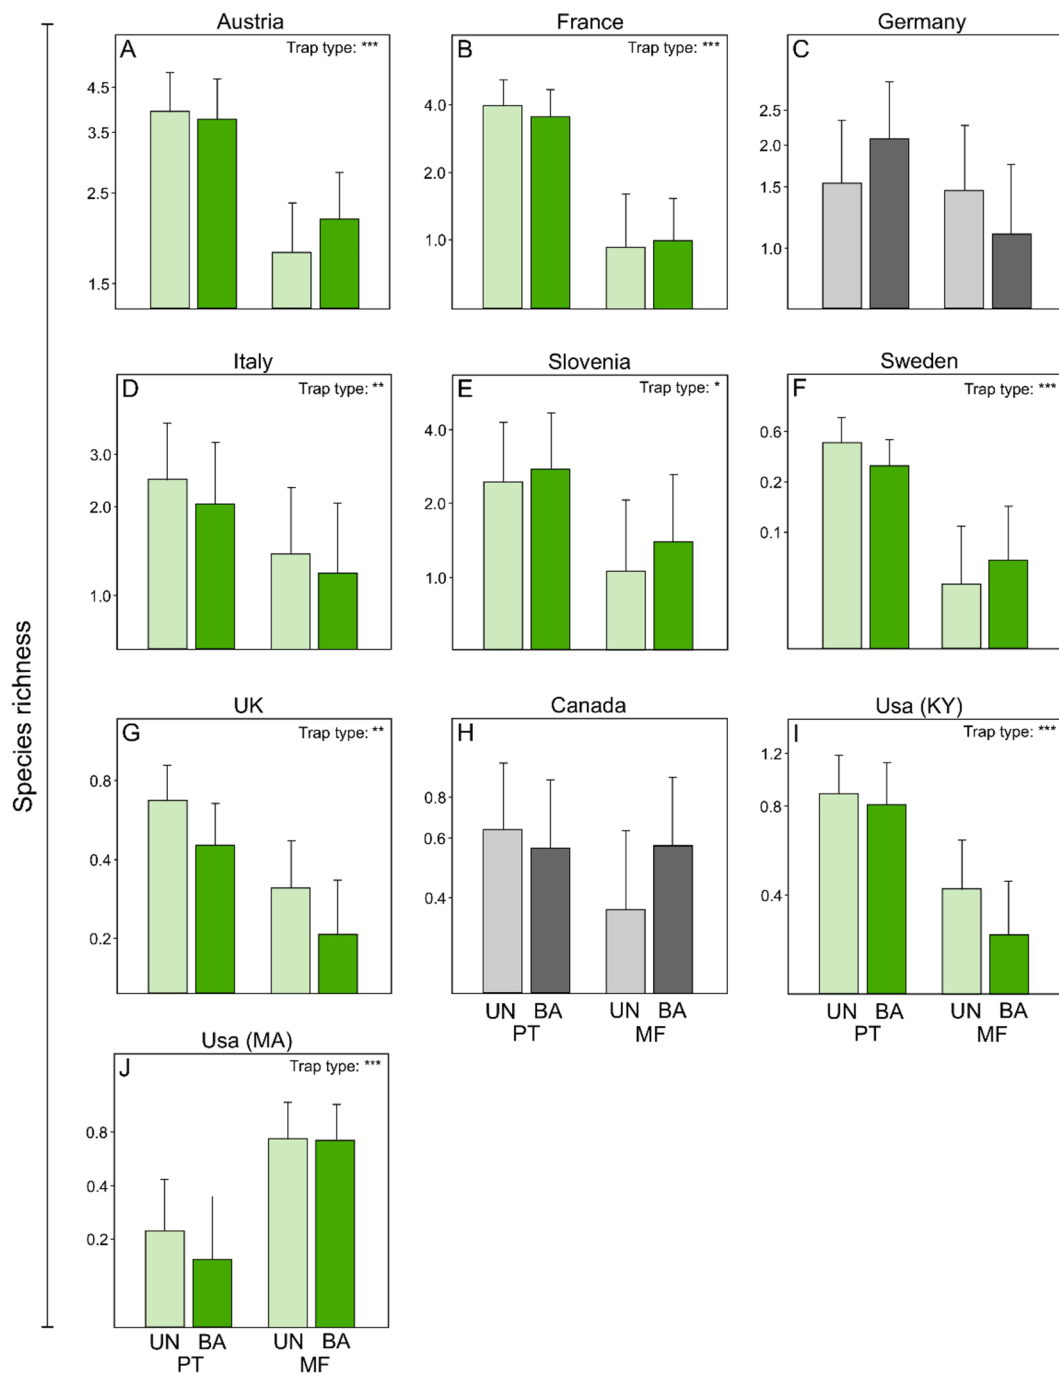 Species richness
Austria
A
Trap type: ***
4.5
3.5
2.5
1.5
France
B
Trap type: ***
4.0
2.0
1.0
Germany
C
2.5
2.0
1.5
1.0
Italy
D
Trap type: **
3.0
2.0
1.0
Slovenia
E
Trap type: *
4.0
2.0
1.0
Sweden
F
Trap type: ***
0.6
0.2
0.1
UK
G
Trap type: **
0.8
0.4
0.2
Canada
H
0.8
0.6
0.4
UN BA UN BA
PT MF
Usa (KY)
I
Trap type: ***
1.2
0.8
0.4
UN BA UN BA
PT MF
Usa (MA)
J
Trap type: ***
0.8
0.4
0.2
UN BA UN BA
PT MF